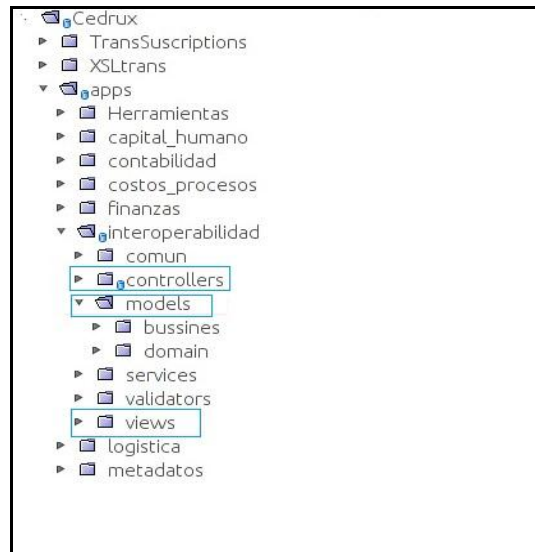 Cedrux
TransSuscriptions
XSLtrans
apps
Herramientas
capital_humano
contabilidad
costos_procesos
finanzas
interoperabilidad
comun
controllers
models
bussines
domain
services
validators
views
logistica
metadatos